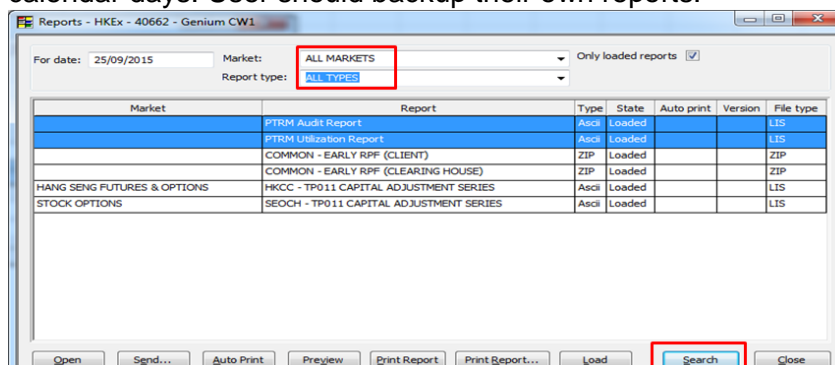 calendar days. User should backup their own reports.
Reports - HKEx - 40662 - Genium CW1
For date: 25/09/2015 Market: ALL MARKETS Only loaded reports
Report type: ALL TYPES
Market Report Type State Auto print Version File type
PTRM Audit Report Ascii Loaded LIS
PTRM Utilization Report Ascii Loaded LIS
COMMON - EARLY RPF (CLIENT) ZIP Loaded ZIP
COMMON - EARLY RPF (CLEARING HOUSE) ZIP Loaded ZIP
HANG SENG FUTURES & OPTIONS HKCC - TP011 CAPITAL ADJUSTMENT SERIES Ascii Loaded LIS
STOCK OPTIONS SEOCH - TP011 CAPITAL ADJUSTMENT SERIES Ascii Loaded LIS
Open Send... Auto Print Preview Print Report Print Report... Load Search Close